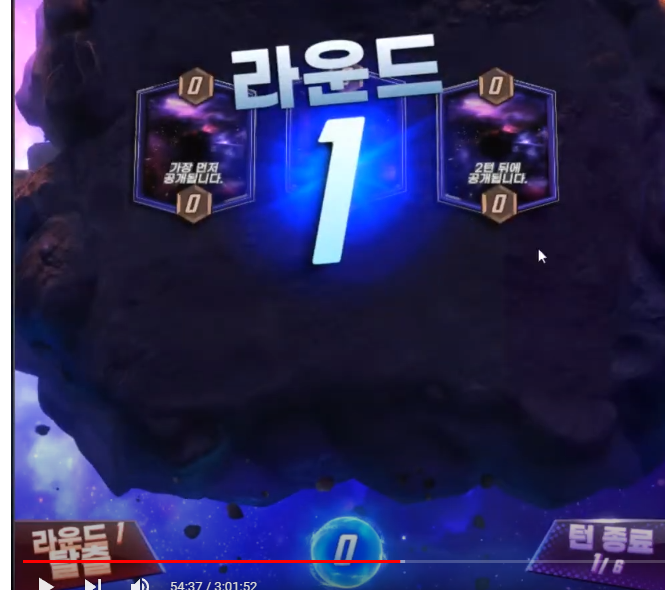 라운드
1
0
0
가장 먼저
공개됩니다.
2턴 뒤에
공개됩니다.
0
0
라운드 1
탈출
0
턴 종료
1/6
54:37 / 3:01:52